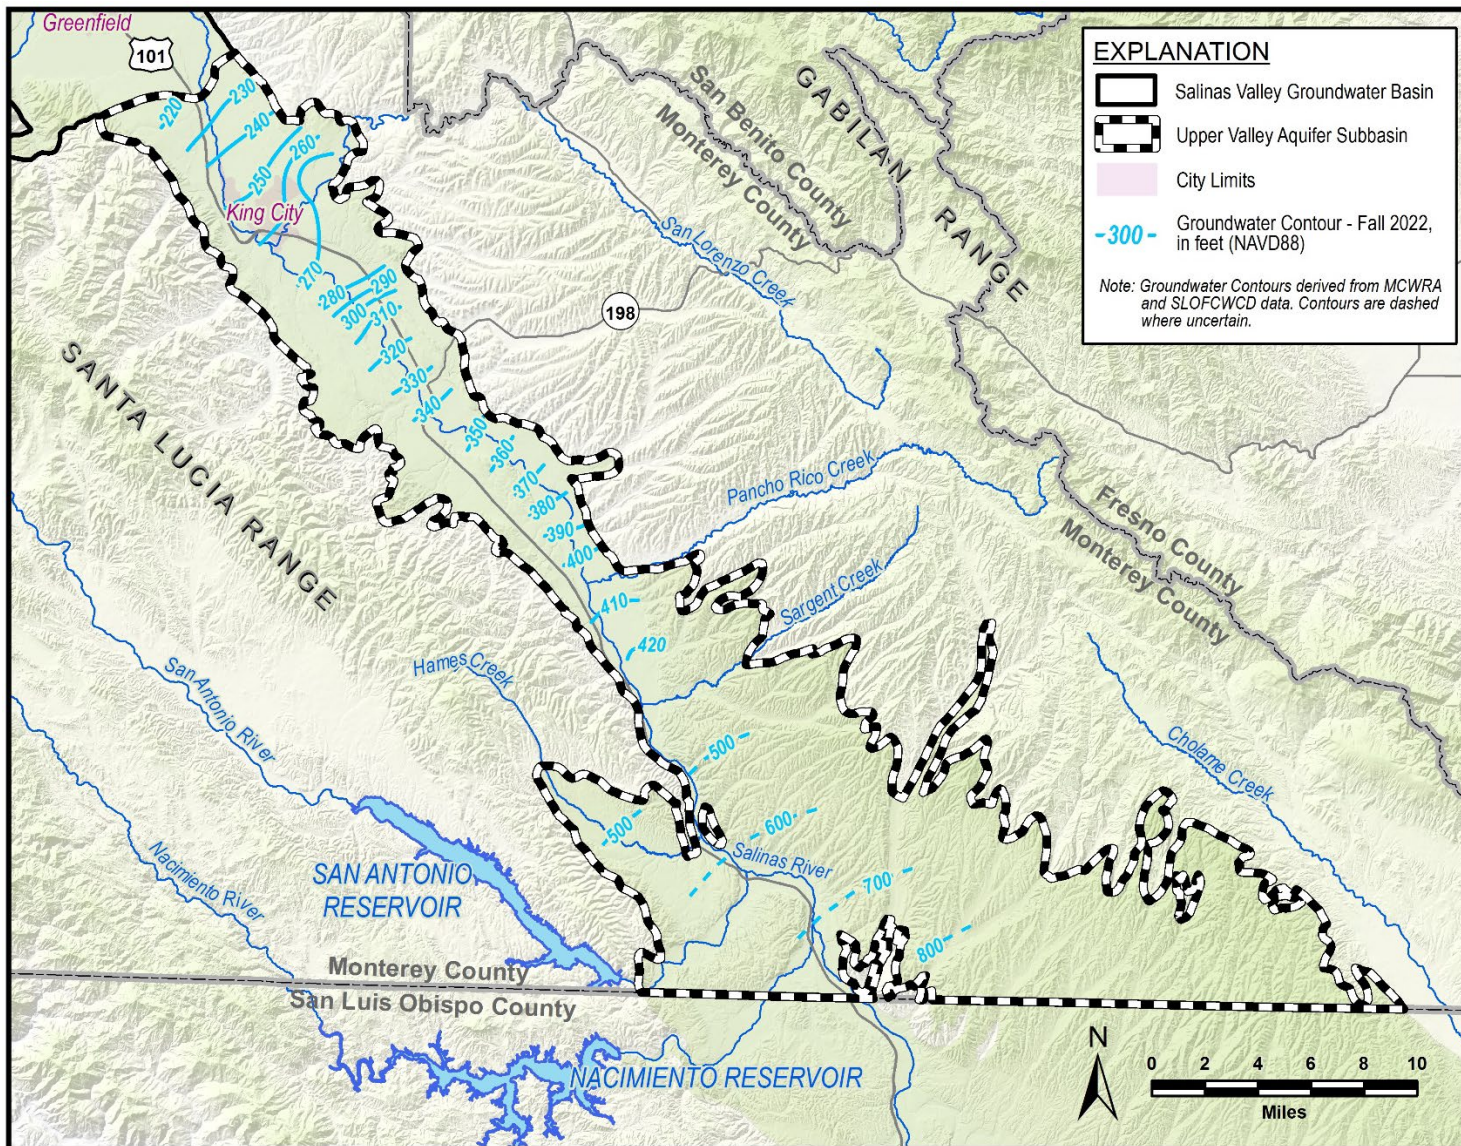 Greenfield
101
EXPLANATION
Salinas Valley Groundwater Basin
Upper Valley Aquifer Subbasin
City Limits
300
Groundwater Contour - Fall 2022,
in feet (NAVD88)
Note: Groundwater Contours derived from MCWRA
and SLOFCWCD data. Contours are dashed
where uncertain.
GABILAN
RANGE
San Benito County
Monterey County
220
230
240
250
260
King City
270
280
290
300
310
320
330
340
350
360
370
380
390
400
410
420
500
500
600
700
800
San Lorenzo Creek
198
SANTA LUCIA RANGE
Pancho Rico Creek
Fresno County
Monterey County
Sargent Creek
Hames Creek
San Antonio River
Cholame Creek
Nacimiento River
Salinas River
SAN ANTONIO
RESERVOIR
Monterey County
San Luis Obispo County
NACIMIENTO RESERVOIR
N
0 2 4 6 8 10
Miles